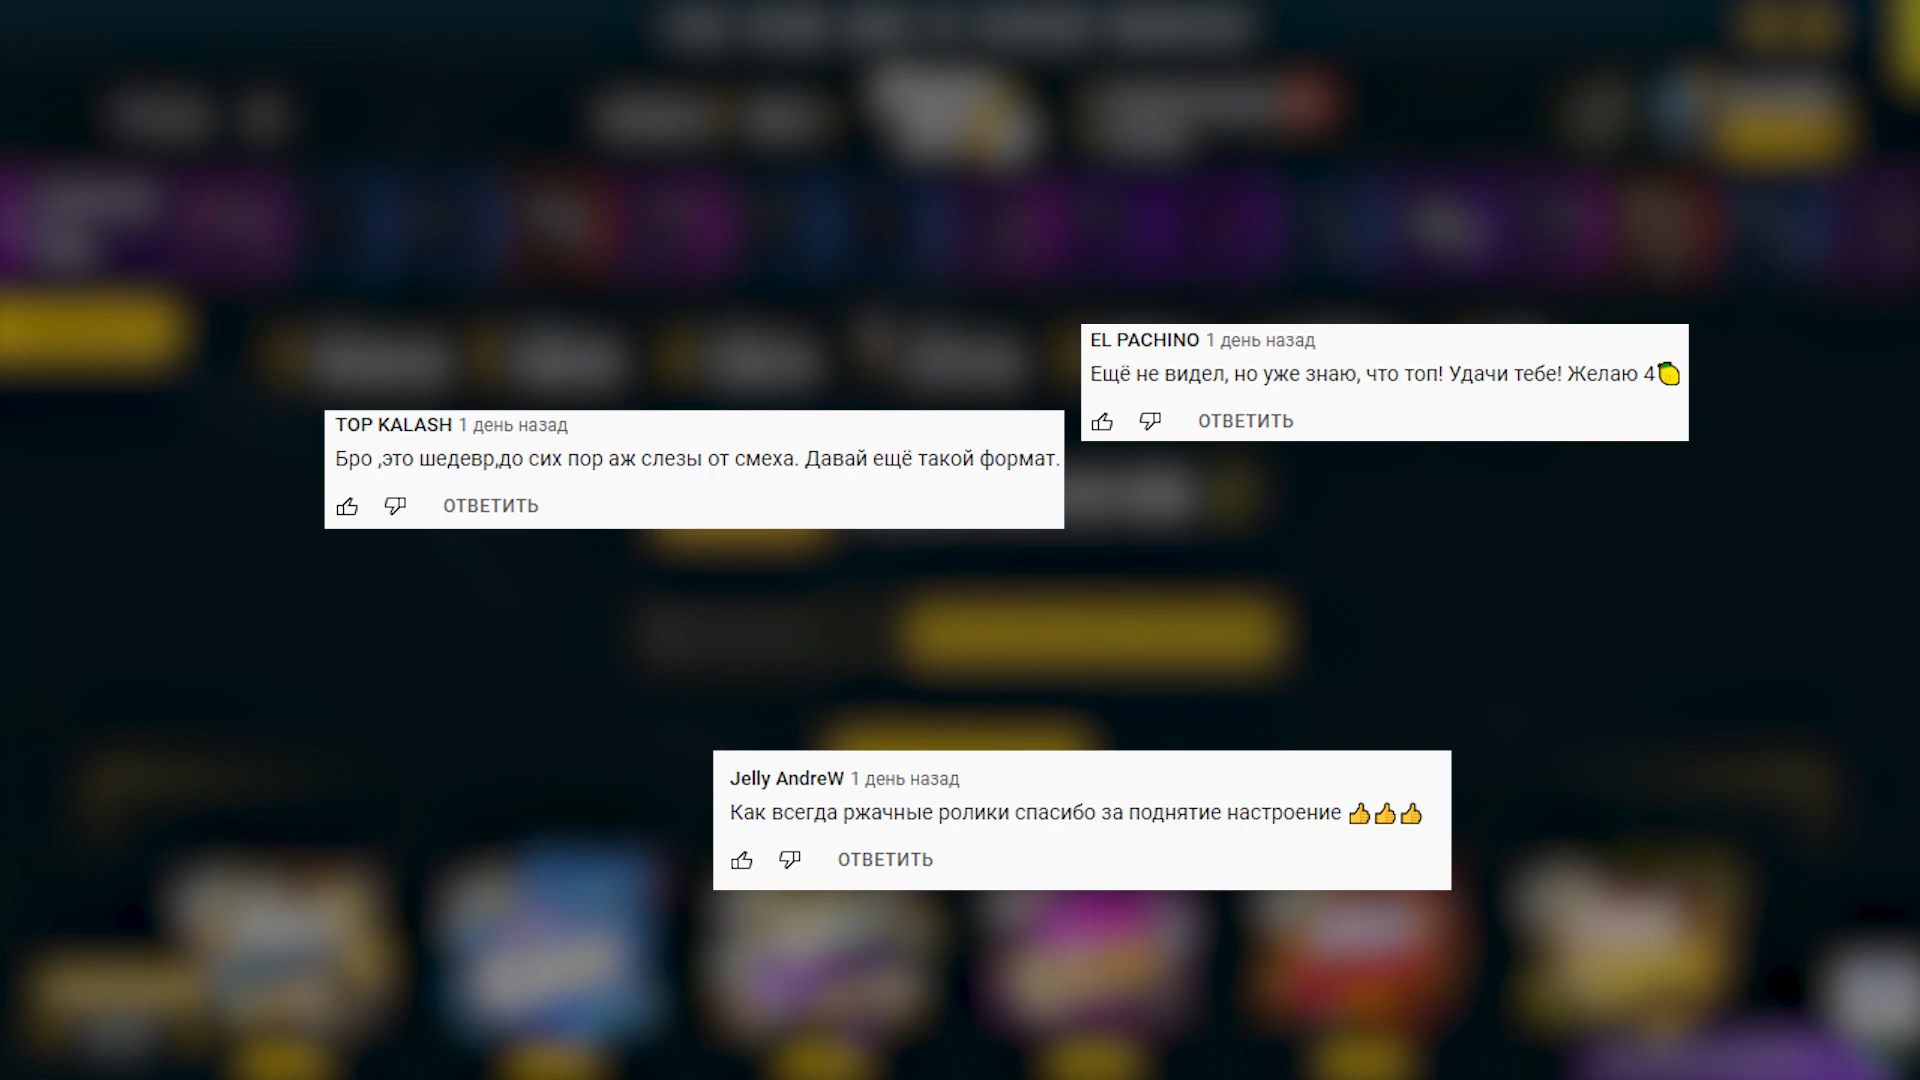 EL PACHINO 1 день назад
Ещё не видел, но уже знаю, что топ! Удачи тебе! Желаю 4🍋
ОТВЕТИТЬ
TOP KALASH 1 день назад
Бро ,это шедевр,до сих пор аж слезы от смеха. Давай ещё такой формат.
ОТВЕТИТЬ
Jelly AndreW 1 день назад
Как всегда ржачные ролики спасибо за поднятие настроение 👍👍👍
ОТВЕТИТЬ